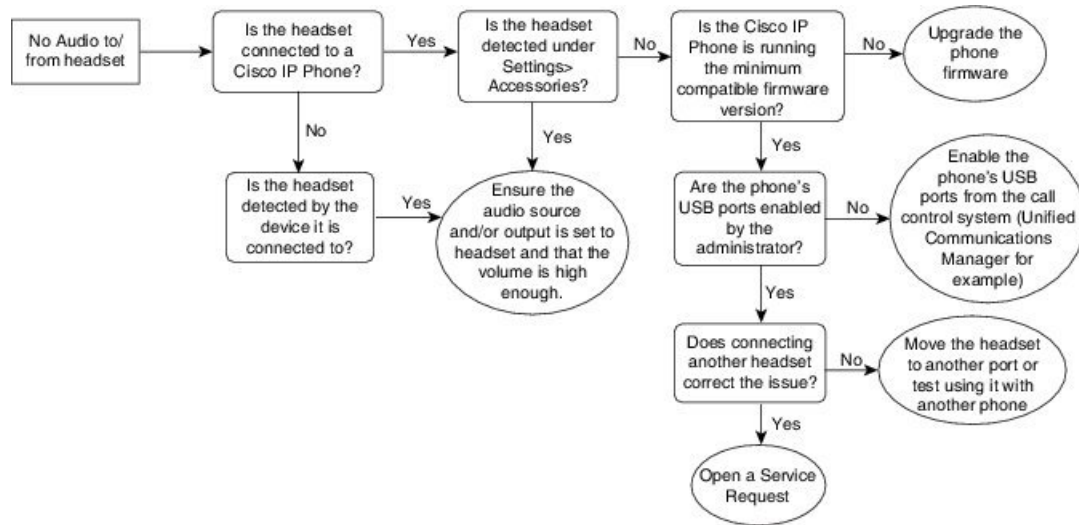 No Audio to/
from headset
Is the headset
connected to a
Cisco IP Phone?
Yes
Is the headset
detected under
Settings>
Accessories?
No
Is the Cisco IP
Phone is running
the minimum
compatible firmware
version?
No
Upgrade the
phone
firmware
No
Yes
Yes
Is the headset
detected by the
device it is
connected to?
Yes
Ensure the
audio source
and/or output is set to
headset and that the
volume is high
enough.
Are the phone's
USB ports enabled
by the
administrator?
No
Enable the
phone's USB
ports from the call
control system (Unified
Communications
Manager for
example)
Yes
Does connecting
another headset
correct the issue?
No
Move the headset
to another port or
test using it with
another phone
Yes
Open a Service
Request